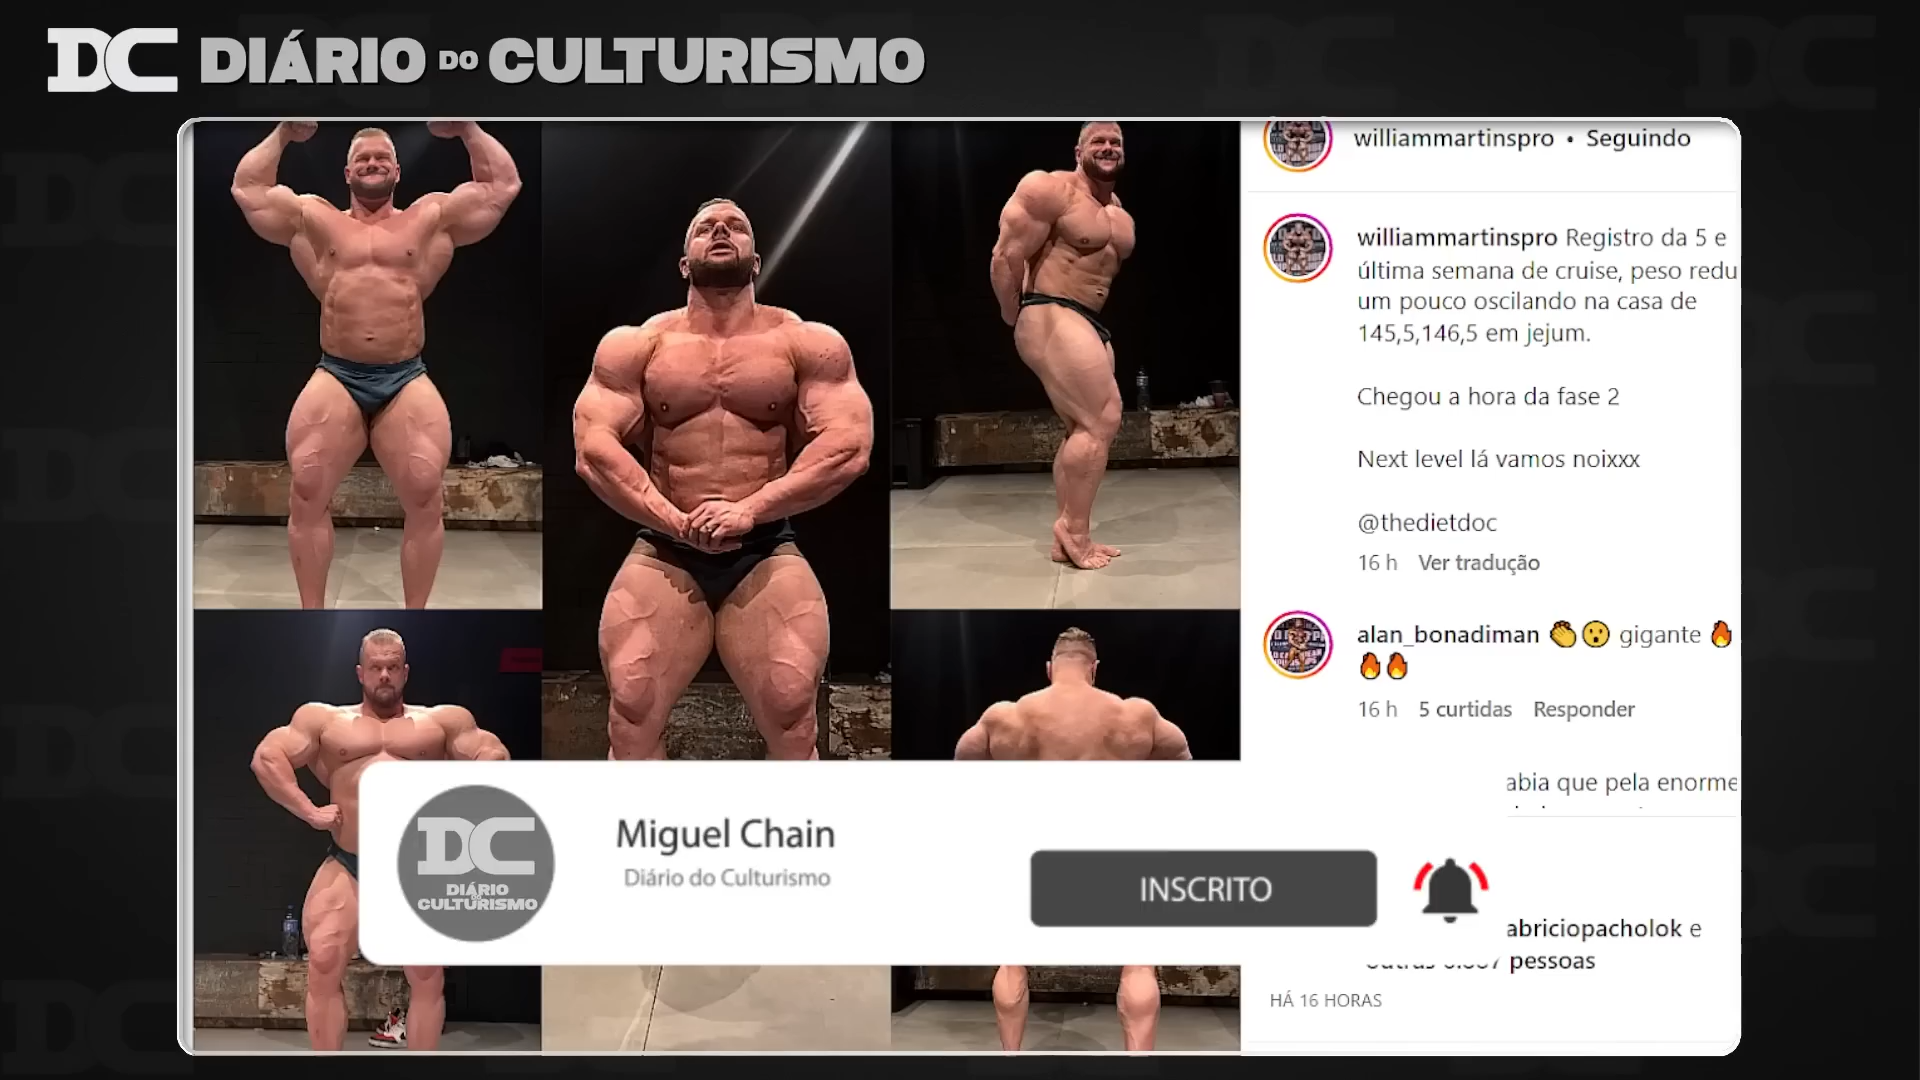 DC DIÁRIO DO CULTURISMO
williammartinspro • Seguindo
williammartinspro Registro da 5 e
última semana de cruise, peso redu
um pouco oscilando na casa de
145,5,146,5 em jejum.
Chegou a hora da fase 2
Next level lá vamos noixxx
@thedietdoc
16 h Ver tradução
alan_bonadiman 👏😮 gigante 🔥
🔥🔥
16 h 5 curtidas Responder
abia que pela enorme
Miguel Chain
Diário do Culturismo
DC
DIÁRIO
DO
CULTURISMO
INSCRITO
abriciopacholok e
pessoas
HÁ 16 HORAS